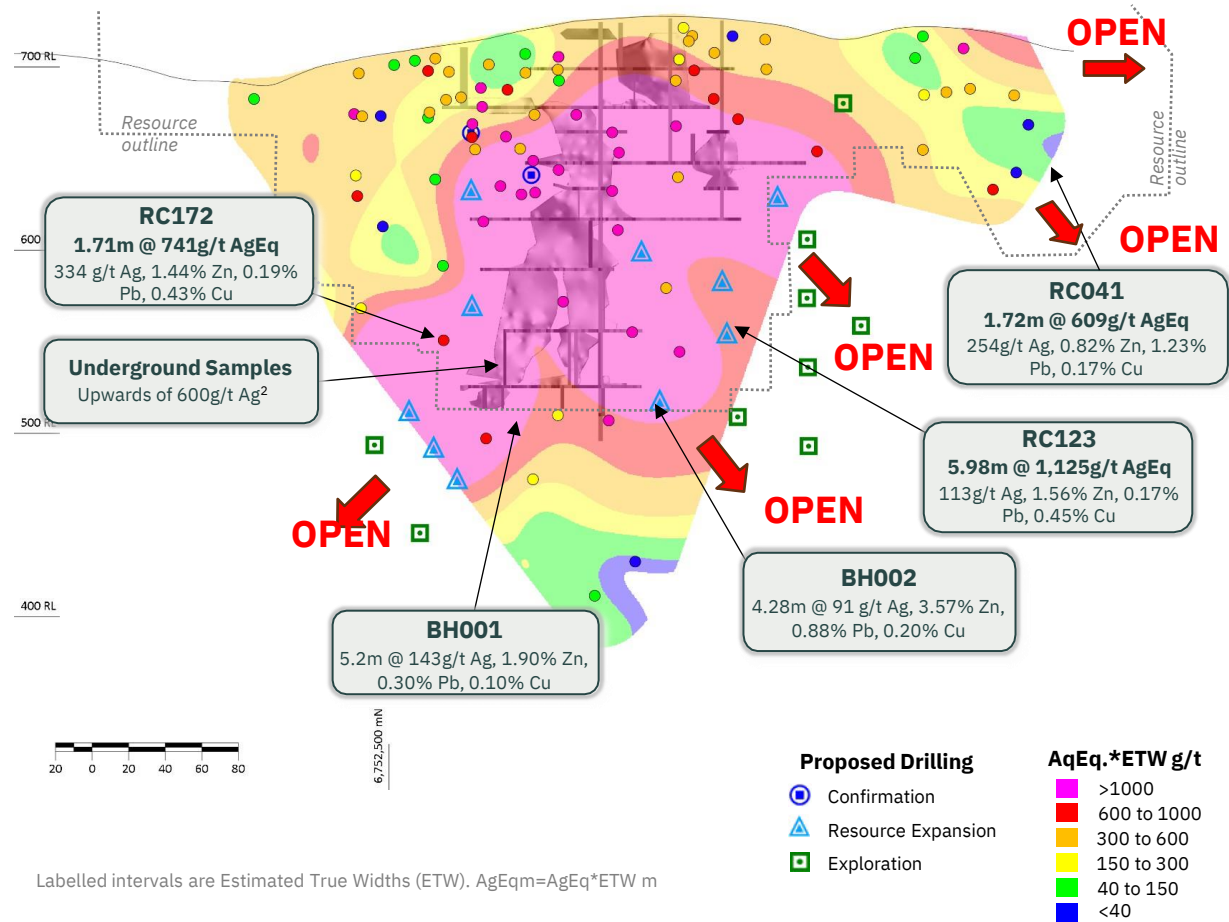 OPEN
700 RL
Resource
outline
Resource
outline
RC172
1.71m @ 741g/t AgEq
334 g/t Ag, 1.44% Zn, 0.19%
Pb, 0.43% Cu
600
OPEN
RC041
1.72m @ 609g/t AgEq
254g/t Ag, 0.82% Zn, 1.23%
Pb, 0.17% Cu
Underground Samples
Upwards of 600g/t Ag²
OPEN
500 RL
RC123
5.98m @ 1,125g/t AgEq
113g/t Ag, 1.56% Zn, 0.17%
Pb, 0.45% Cu
OPEN
OPEN
BH002
4.28m @ 91 g/t Ag, 3.57% Zn,
0.88% Pb, 0.20% Cu
400 RL
BH001
5.2m @ 143g/t Ag, 1.90% Zn,
0.30% Pb, 0.10% Cu
6,752,500 mN
20 0 20 40 60 80
Proposed Drilling
Confirmation
Resource Expansion
Exploration
AqEq.*ETW g/t
>1000
600 to 1000
300 to 600
150 to 300
40 to 150
<40
Labelled intervals are Estimated True Widths (ETW). AgEqm=AgEq*ETW m